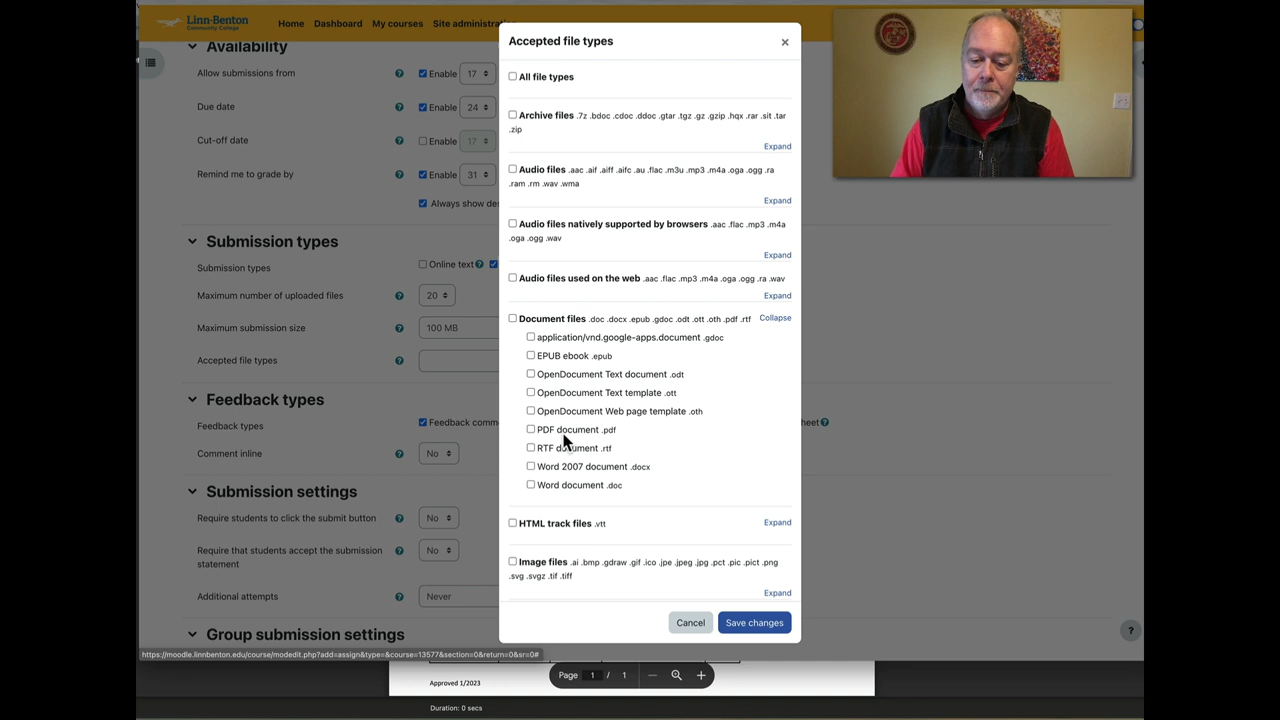 Linn-Benton
Community College
Home Dashboard My courses Site administra
Availability
Allow submissions from Enable 17
Due date Enable 24
Cut-off date Enable 17
Remind me to grade by Enable 31
Always show des
Submission types
Submission types Online text
Maximum number of uploaded files 20
Maximum submission size 100 MB
Accepted file types
Feedback types
Feedback types Feedback comm heet
Comment inline No
Submission settings
Require students to click the submit button No
Require that students accept the submission No
statement
Additional attempts Never
Group submission settings
https://moodle.linnbenton.edu/course/modedit.php?add=assign&type=&course=13577&section=0&return=0&sr=0#
Accepted file types ×
All file types
Archive files .7z .bdoc .cdoc .ddoc .gtar .tgz .gz .gzip .hqx .rar .sit .tar
.zip
Expand
Audio files .aac .aif .aiff .aifc .au .flac .m3u .mp3 .m4a .oga .ogg .ra
.ram .rm .wav .wma
Expand
Audio files natively supported by browsers .aac .flac .mp3 .m4a
.oga .ogg .wav
Expand
Audio files used on the web .aac .flac .mp3 .m4a .oga .ogg .ra .wav
Expand
Document files .doc .docx .epub .gdoc .odt .ott .oth .pdf .rtf Collapse
application/vnd.google-apps.document .gdoc
EPUB ebook .epub
OpenDocument Text document .odt
OpenDocument Text template .ott
OpenDocument Web page template .oth
PDF document .pdf
RTF document .rtf
Word 2007 document .docx
Word document .doc
HTML track files .vtt Expand
Image files .ai .bmp .gdraw .gif .ico .jpe .jpeg .jpg .pct .pic .pict .png
.svg .svgz .tif .tiff
Expand
Cancel Save changes
Page 1 / 1
Approved 1/2023
Duration: 0 secs